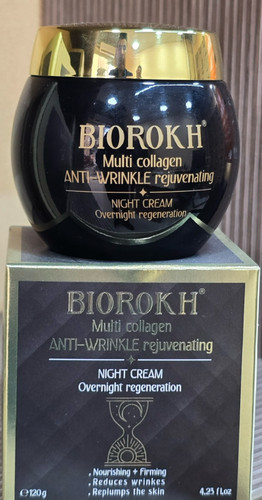 BIOROKH®
Multi collagen
ANTI-WRINKLE rejuvenating
NIGHT CREAM
Overnight regeneration
BIOROKH®
Multi collagen
ANTI-WRINKLE rejuvenating
NIGHT CREAM
Overnight regeneration
. Nourishing + Firming
. Reduces wrinkes
. Replumps the skin
℮120g 4.23 fl.oz